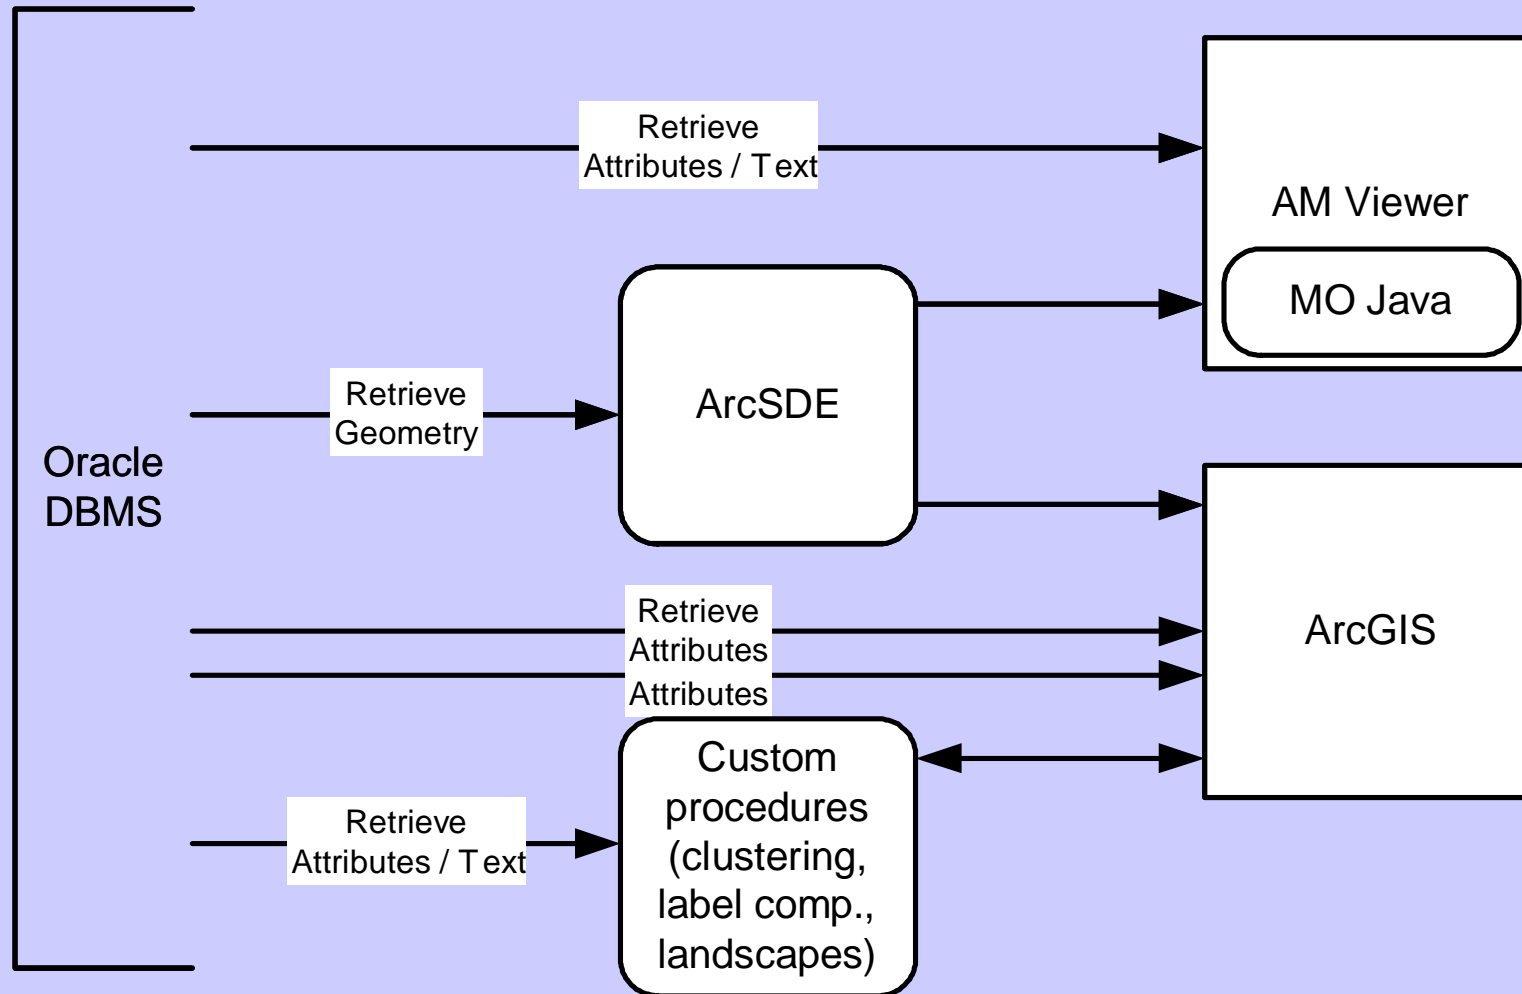 Retrieve
Attributes / Text
AM Viewer
MO Java
Retrieve
Geometry
ArcSDE
Oracle
DBMS
Retrieve
Attributes
Attributes
ArcGIS
Custom
procedures
(clustering,
label comp.,
landscapes)
Retrieve
Attributes / Text